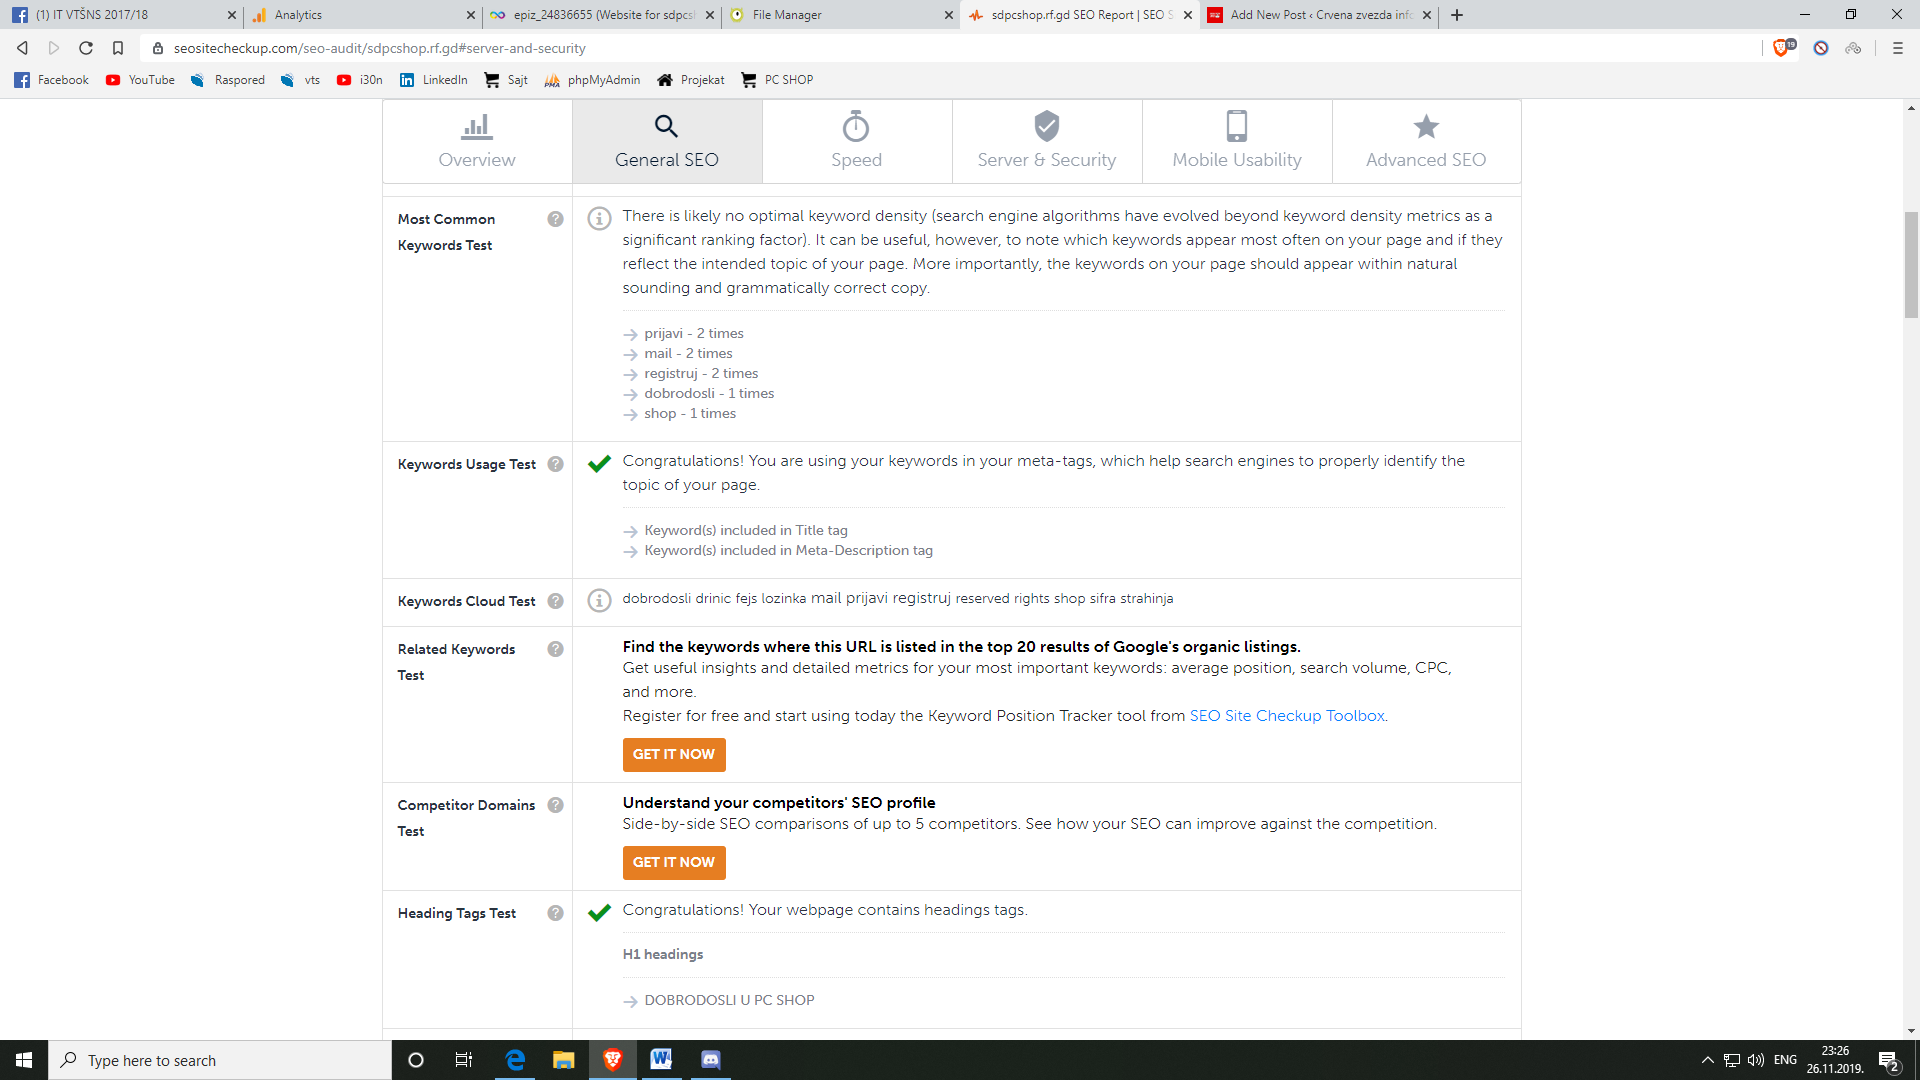 (1) IT VTŠNS 2017/18
Analytics
epiz_24836655 (Website for sdpcsl
File Manager
sdpcshop.rf.gd SEO Report | SEO S
Add New Post ‹ Crvena zvezda info
seositecheckup.com/seo-audit/sdpcshop.rf.gd#server-and-security
19
Facebook
YouTube
Raspored
vts
i30n
LinkedIn
Sajt
phpMyAdmin
Projekat
PC SHOP
Overview
General SEO
Speed
Server & Security
Mobile Usability
Advanced SEO
Most Common
Keywords Test
There is likely no optimal keyword density (search engine algorithms have evolved beyond keyword density metrics as a
significant ranking factor). It can be useful, however, to note which keywords appear most often on your page and if they
reflect the intended topic of your page. More importantly, the keywords on your page should appear within natural
sounding and grammatically correct copy.
prijavi - 2 times
mail - 2 times
registruj - 2 times
dobrodosli - 1 times
shop - 1 times
Keywords Usage Test
Congratulations! You are using your keywords in your meta-tags, which help search engines to properly identify the
topic of your page.
Keyword(s) included in Title tag
Keyword(s) included in Meta-Description tag
Keywords Cloud Test
dobrodosli drinic fejs lozinka mail prijavi registruj reserved rights shop sifra strahinja
Related Keywords
Test
Find the keywords where this URL is listed in the top 20 results of Google's organic listings.
Get useful insights and detailed metrics for your most important keywords: average position, search volume, CPC,
and more.
Register for free and start using today the Keyword Position Tracker tool from SEO Site Checkup Toolbox.
GET IT NOW
Competitor Domains
Test
Understand your competitors' SEO profile
Side-by-side SEO comparisons of up to 5 competitors. See how your SEO can improve against the competition.
GET IT NOW
Heading Tags Test
Congratulations! Your webpage contains headings tags.
H1 headings
DOBRODOSLI U PC SHOP
Type here to search
ENG
23:26
26.11.2019.
2